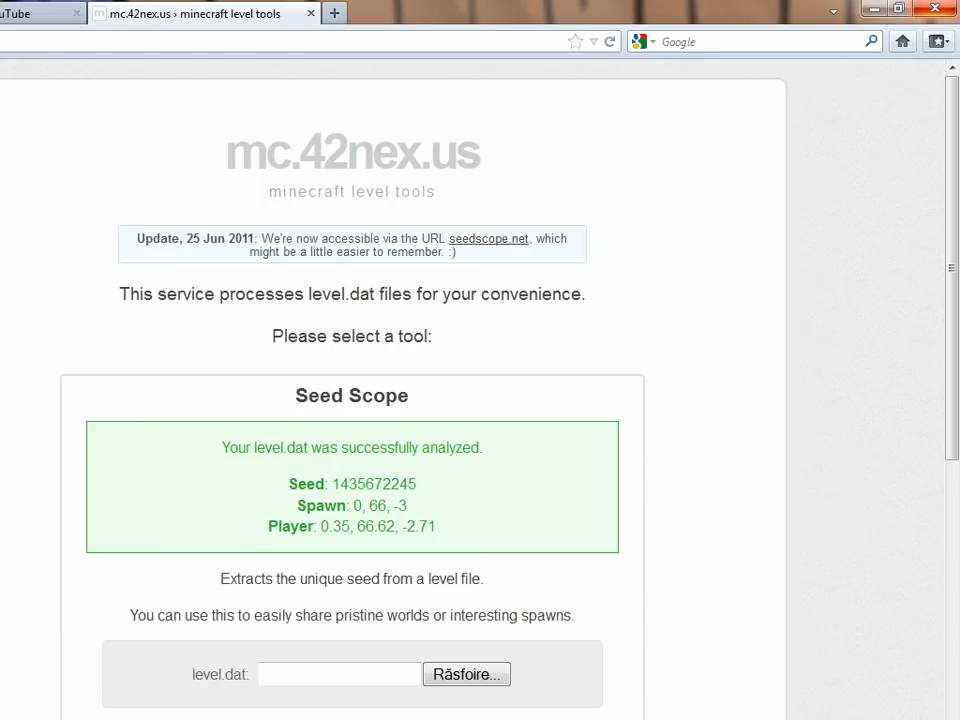 uTube
mc.42nex.us › minecraft level tools
Google
mc.42nex.us
minecraft level tools
Update, 25 Jun 2011: We're now accessible via the URL seedscope.net, which
might be a little easier to remember. :)
This service processes level.dat files for your convenience.
Please select a tool:
Seed Scope
Your level.dat was successfully analyzed.
Seed: 1435672245
Spawn: 0, 66, -3
Player: 0.35, 66.62, -2.71
Extracts the unique seed from a level file.
You can use this to easily share pristine worlds or interesting spawns.
level.dat: Răsfoire...